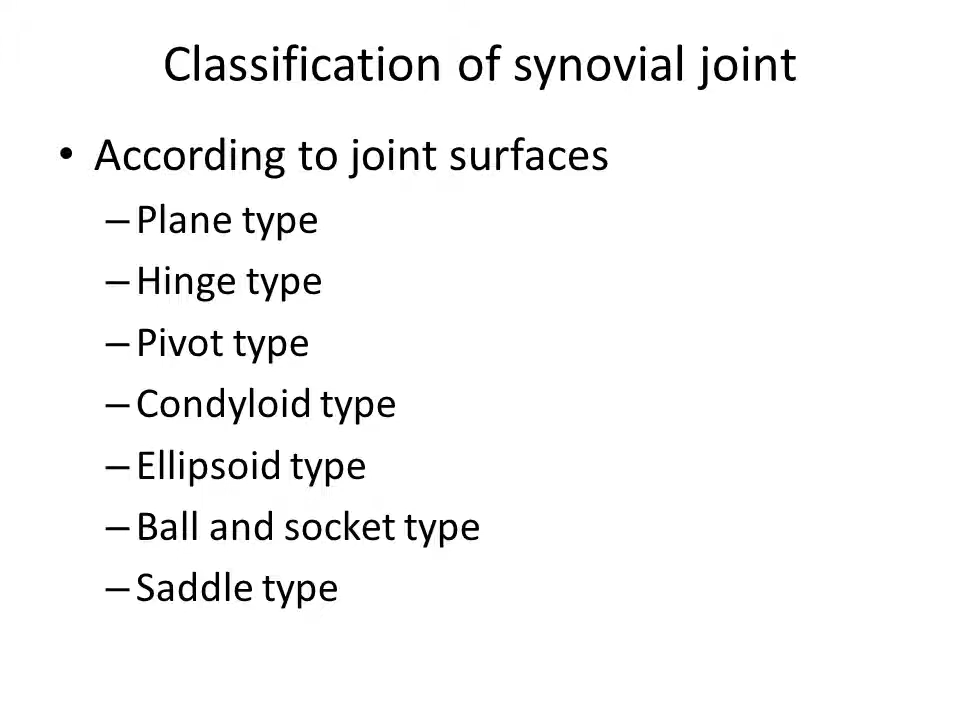 Classification of synovial joint
• According to joint surfaces
– Plane type
– Hinge type
– Pivot type
– Condyloid type
– Ellipsoid type
– Ball and socket type
– Saddle type